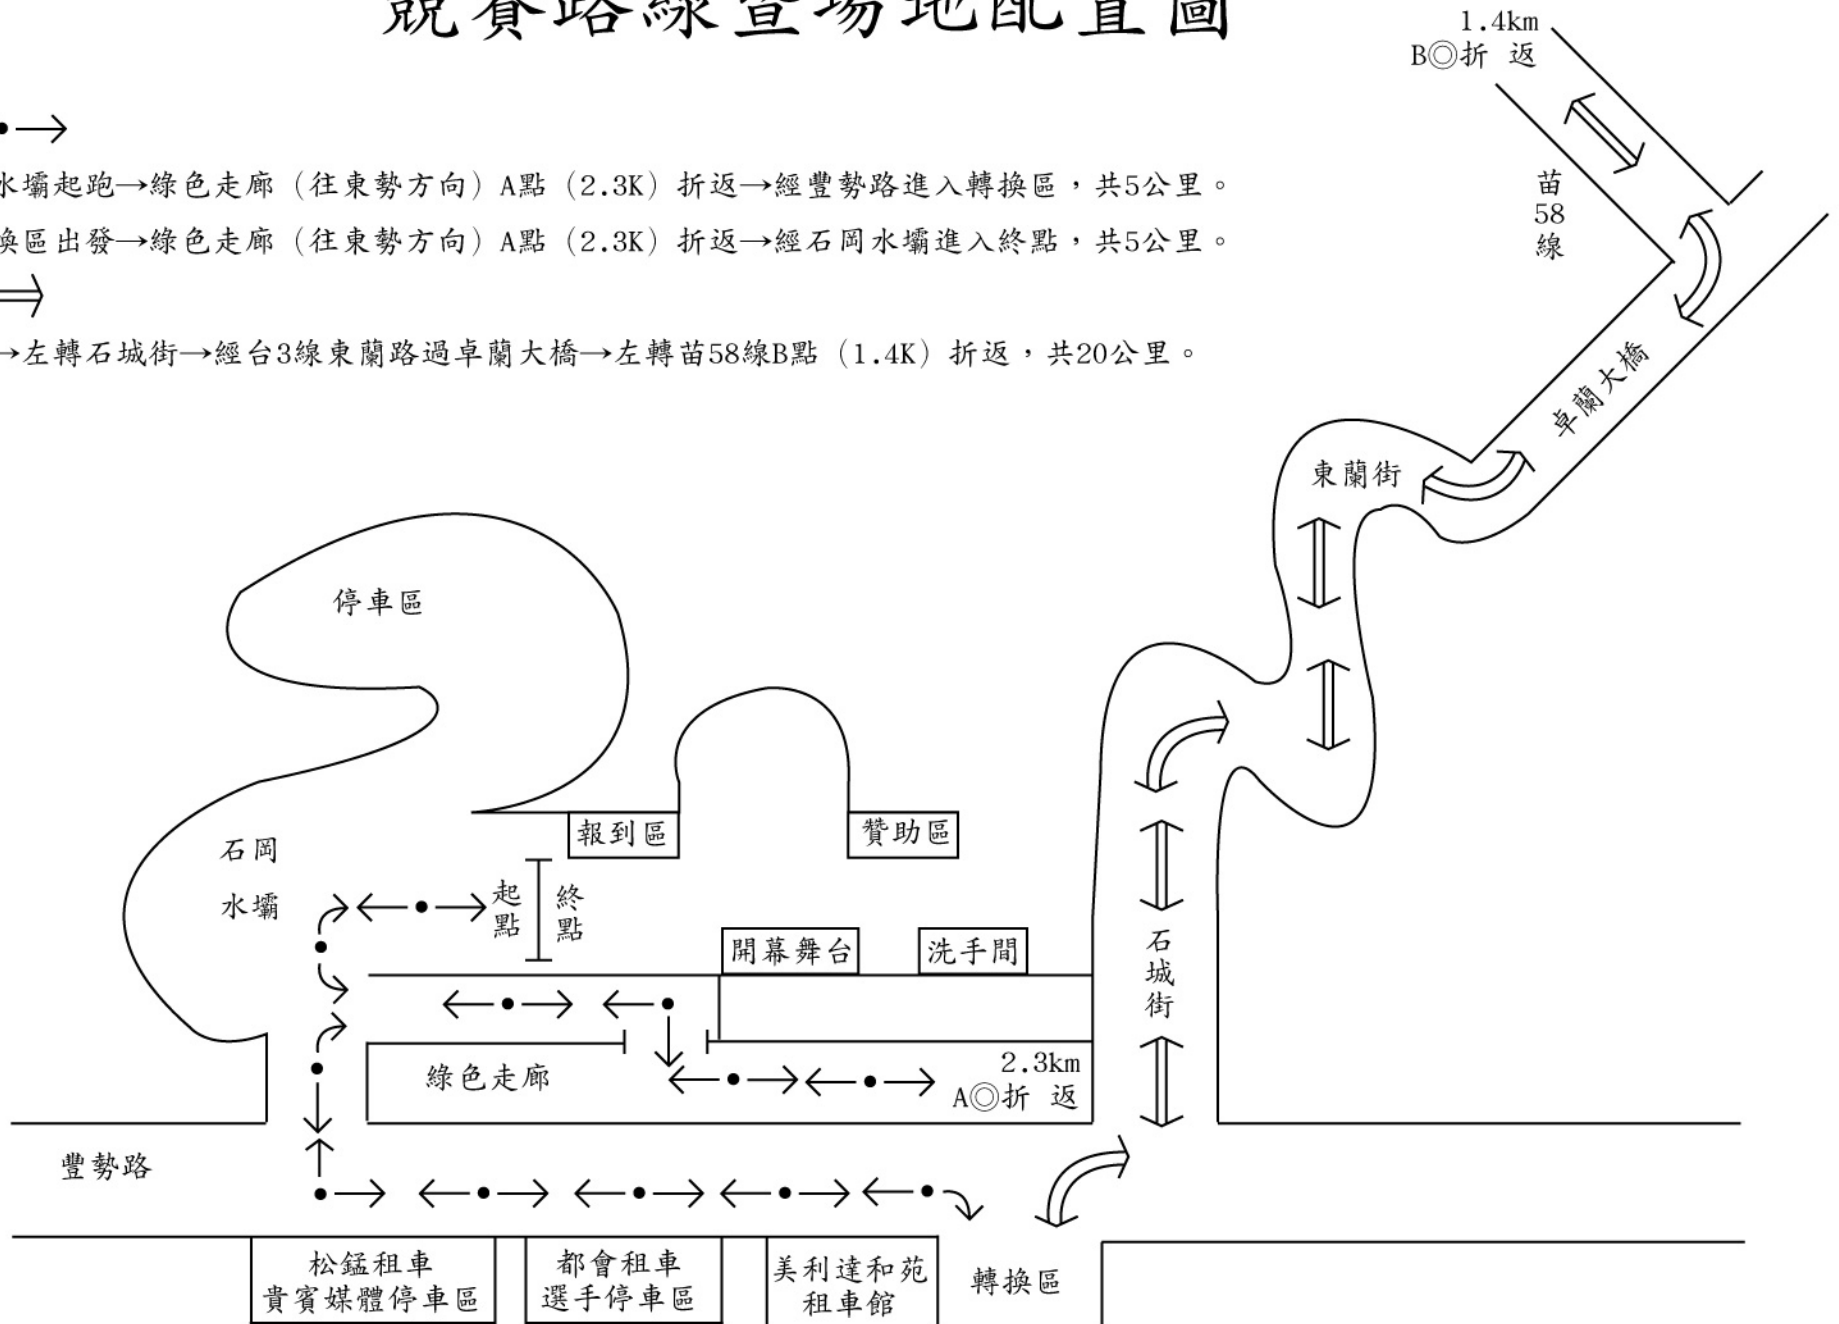 競賽路線暨場地配置圖
1.4km
B◎折 返
水壩起跑→綠色走廊（往東勢方向）A點（2.3K）折返→經豐勢路進入轉換區，共5公里。
換區出發→綠色走廊（往東勢方向）A點（2.3K）折返→經石岡水壩進入終點，共5公里。
→左轉石城街→經台3線東蘭路過卓蘭大橋→左轉苗58線B點（1.4K）折返，共20公里。
苗
58
線
卓蘭大橋
東蘭街
停車區
報到區
贊助區
石岡
水壩
起點
終點
開幕舞台
洗手間
石城街
綠色走廊
2.3km
A◎折 返
豐勢路
松錳租車
貴賓媒體停車區
都會租車
選手停車區
美利達和苑
租車館
轉換區